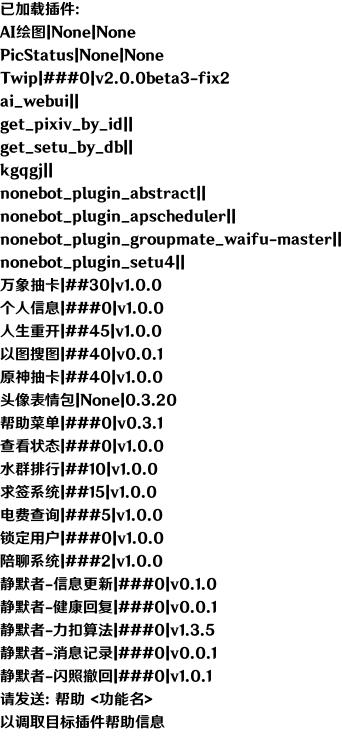 已加载插件:
AI绘图|None|None
PicStatus|None|None
Twip|###0|v2.0.0beta3-fix2
ai_webui||
get_pixiv_by_id||
get_setu_by_db||
kgqgj||
nonebot_plugin_abstract||
nonebot_plugin_apscheduler||
nonebot_plugin_groupmate_waifu-master||
nonebot_plugin_setu4||
万象抽卡|##30|v1.0.0
个人信息|###0|v1.0.0
人生重开|##45|v1.0.0
以图搜图|##40|v0.0.1
原神抽卡|##40|v1.0.0
头像表情包|None|0.3.20
帮助菜单|###0|v0.3.1
查看状态|###0|v1.0.0
水群排行|##10|v1.0.0
求签系统|##15|v1.0.0
电费查询|###5|v1.0.0
锁定用户|###0|v1.0.0
陪聊系统|###2|v1.0.0
静默者-信息更新|###0|v0.1.0
静默者-健康回复|###0|v0.0.1
静默者-力扣算法|###0|v1.3.5
静默者-消息记录|###0|v0.0.1
静默者-闪照撤回|###0|v1.0.1
请发送: 帮助 <功能名>
以调取目标插件帮助信息